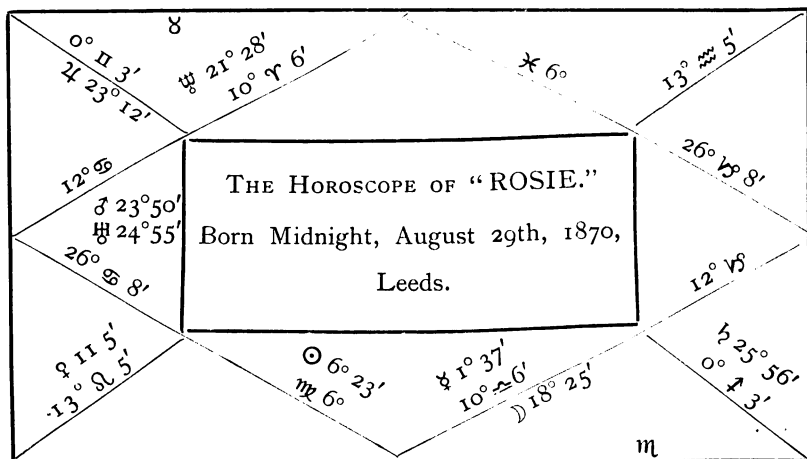 ♉
0° ♊ 3′
♃ 23° 12′
♅ 21° 28′
10° ♈ 6′
♓ 6°
13° ♒ 5′
12° ♋
26° ♑ 8′
♂ 23° 50′
♅ 24° 55′
26° ♋ 8′
THE HOROSCOPE OF “ROSIE.”
Born Midnight, August 29th, 1870,
Leeds.
12° ♑
♀ 11 5′
13° ♌ 5′
☉ 6° 23′
♍ 6°
☿ 1° 37′
10° ♎ 6′
☽ 18° 25′
♄ 25° 56′
0° ♐ 3′
♏